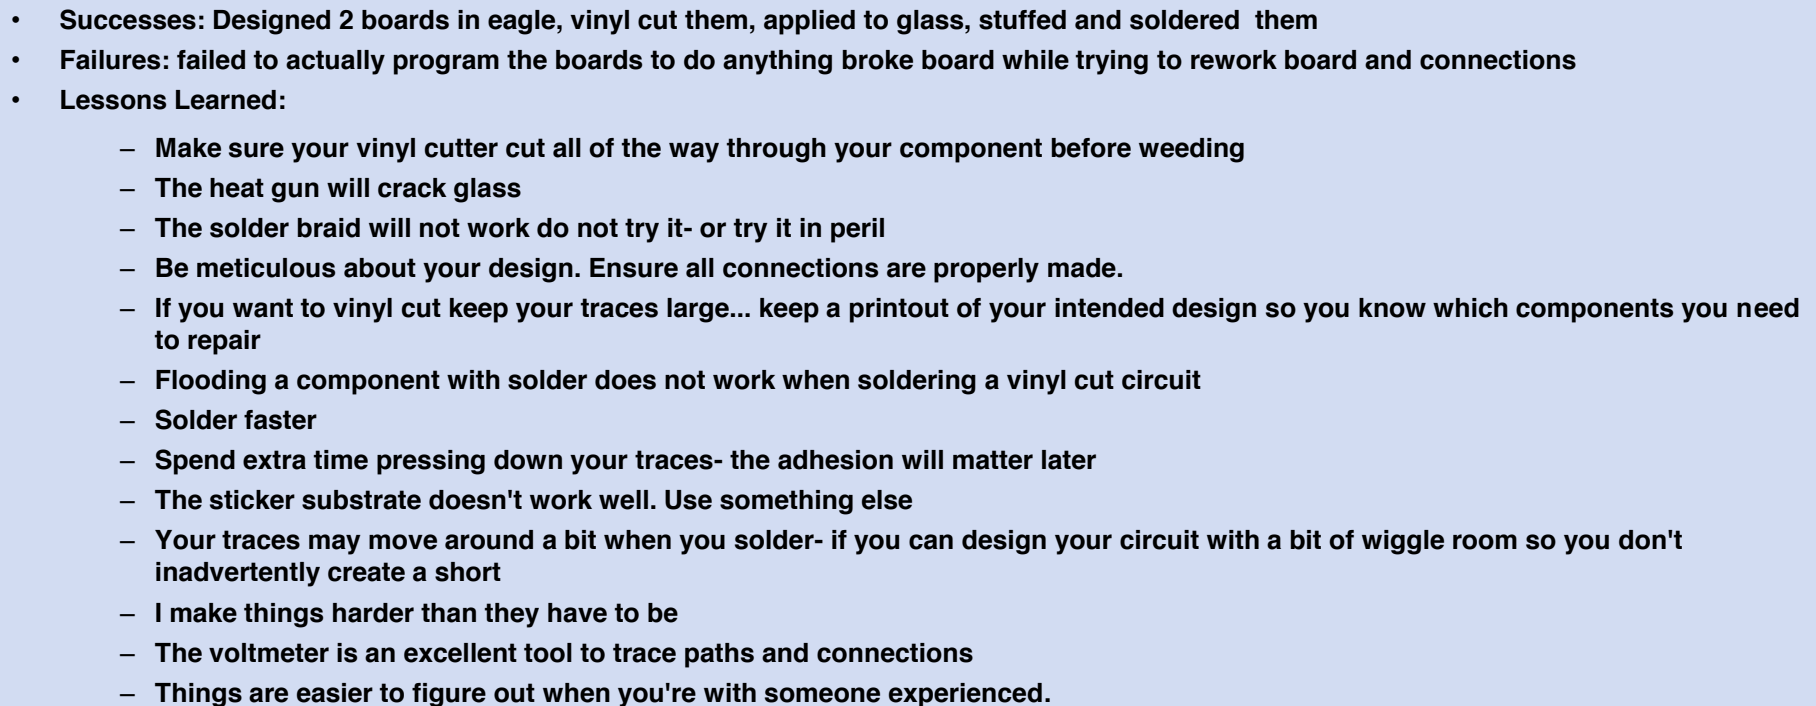 • Successes: Designed 2 boards in eagle, vinyl cut them, applied to glass, stuffed and soldered  them
• Failures: failed to actually program the boards to do anything broke board while trying to rework board and connections
• Lessons Learned:
– Make sure your vinyl cutter cut all of the way through your component before weeding
– The heat gun will crack glass
– The solder braid will not work do not try it- or try it in peril
– Be meticulous about your design. Ensure all connections are properly made.
– If you want to vinyl cut keep your traces large... keep a printout of your intended design so you know which components you need
to repair
– Flooding a component with solder does not work when soldering a vinyl cut circuit
– Solder faster
– Spend extra time pressing down your traces- the adhesion will matter later
– The sticker substrate doesn't work well. Use something else
– Your traces may move around a bit when you solder- if you can design your circuit with a bit of wiggle room so you don't
inadvertently create a short
– I make things harder than they have to be
– The voltmeter is an excellent tool to trace paths and connections
– Things are easier to figure out when you're with someone experienced.